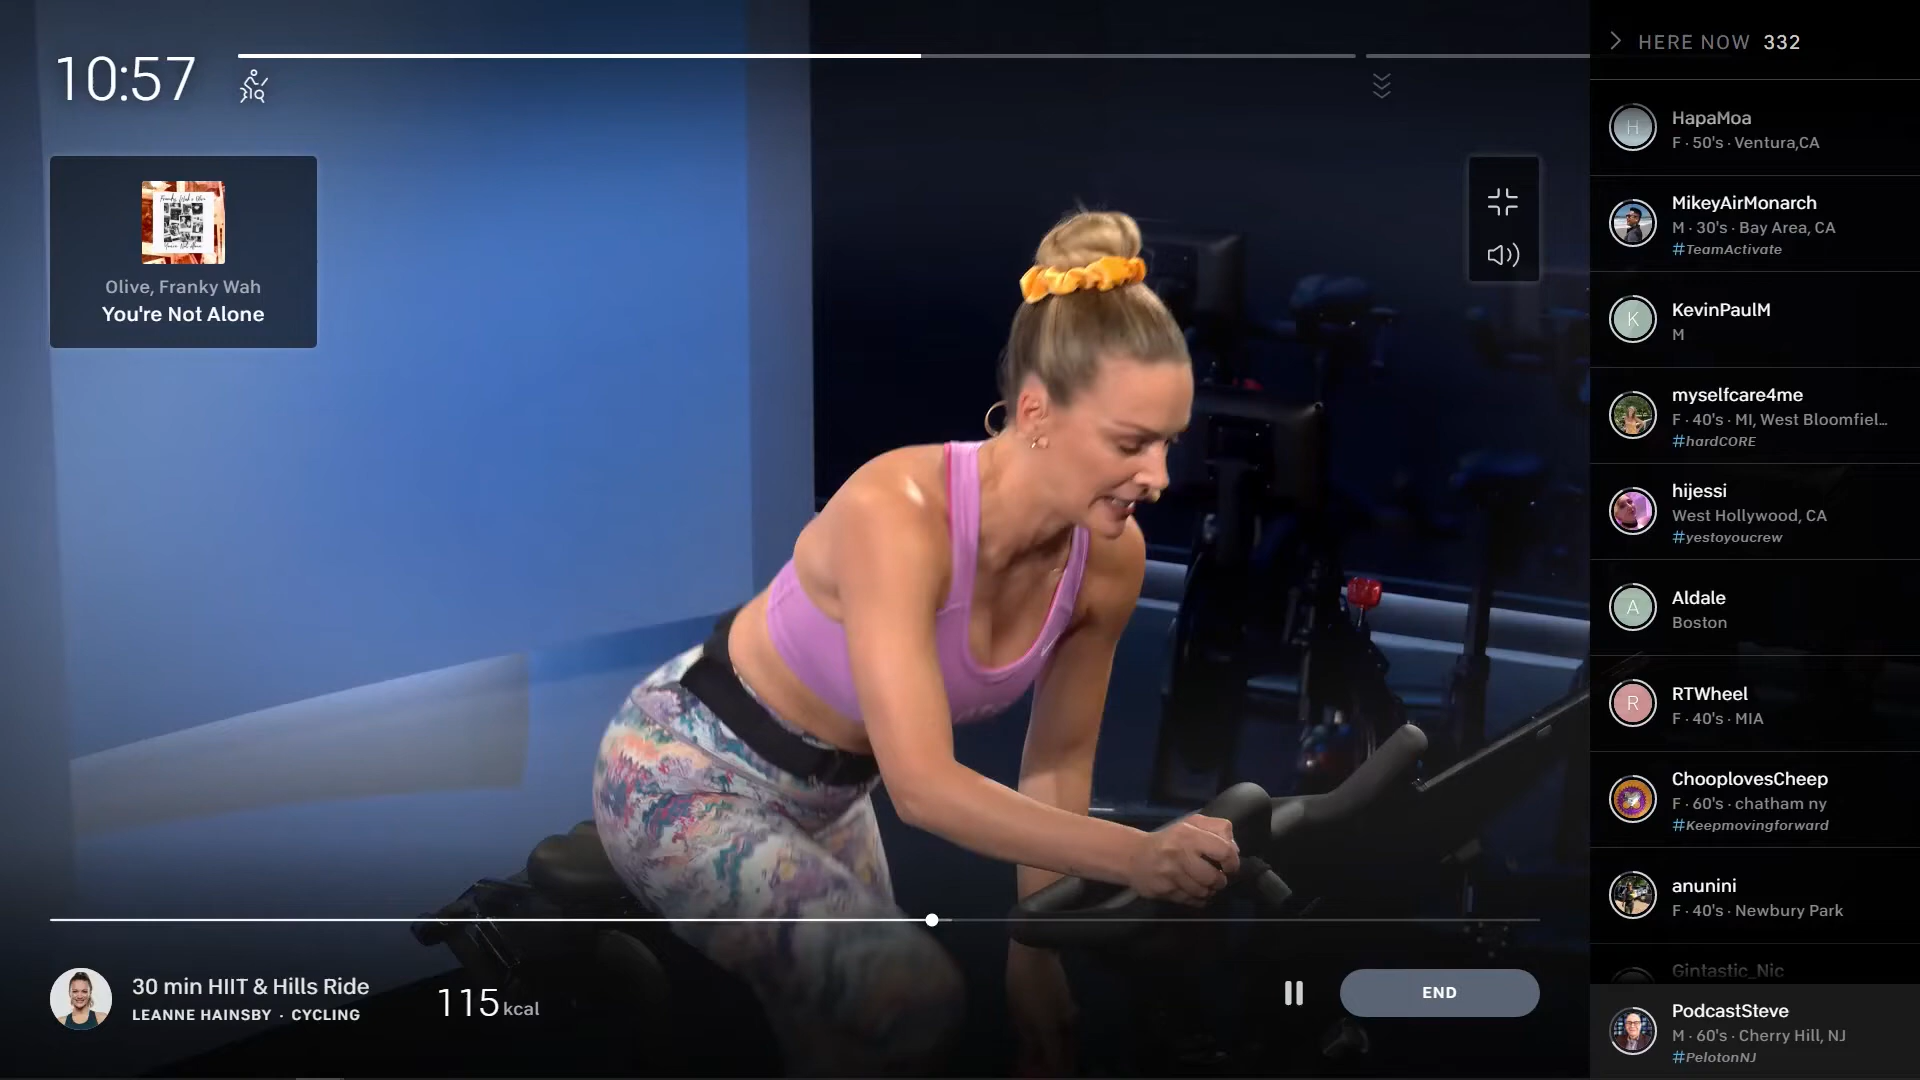 10:57
HERE NOW 332
HapaMoa
F · 50's · Ventura,CA
MikeyAirMonarch
M · 30's · Bay Area, CA
#TeamActivate
KevinPaulM
M
myselfcare4me
F · 40's · MI, West Bloomfiel...
#hardCORE
hijessi
West Hollywood, CA
#yestoyoucrew
Aldale
Boston
RTWheel
F · 40's · MIA
ChooplovesCheep
F · 60's · chatham ny
#Keepmovingforward
anunini
F · 40's · Newbury Park
Gintastic_Nic
PodcastSteve
M · 60's · Cherry Hill, NJ
#PelotonNJ
Olive, Franky Wah
You're Not Alone
H
K
A
R
30 min HIIT & Hills Ride
LEANNE HAINSBY · CYCLING
115 kcal
END